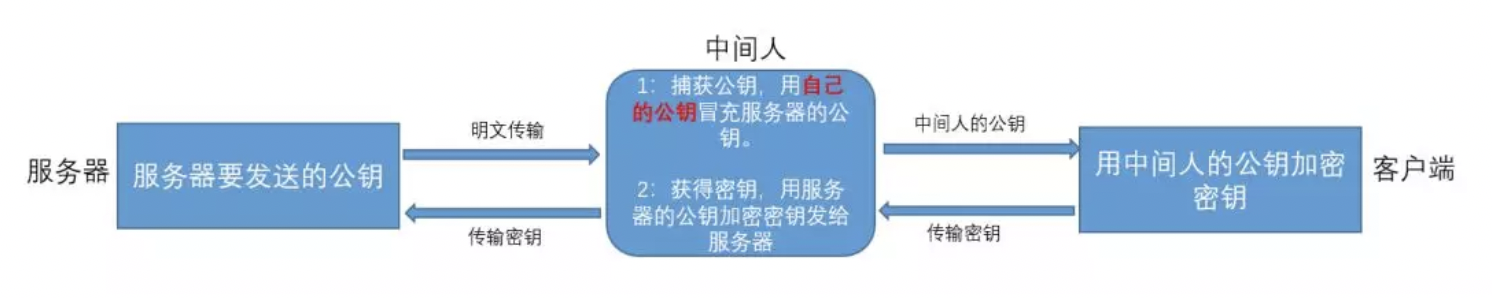 中间人
1：捕获公钥，用自己
的公钥冒充服务器的公
钥。
2：获得密钥，用服务
器的公钥加密密钥发给
服务器
服务器
服务器要发送的公钥
明文传输
传输密钥
中间人的公钥
传输密钥
用中间人的公钥加密
密钥
客户端